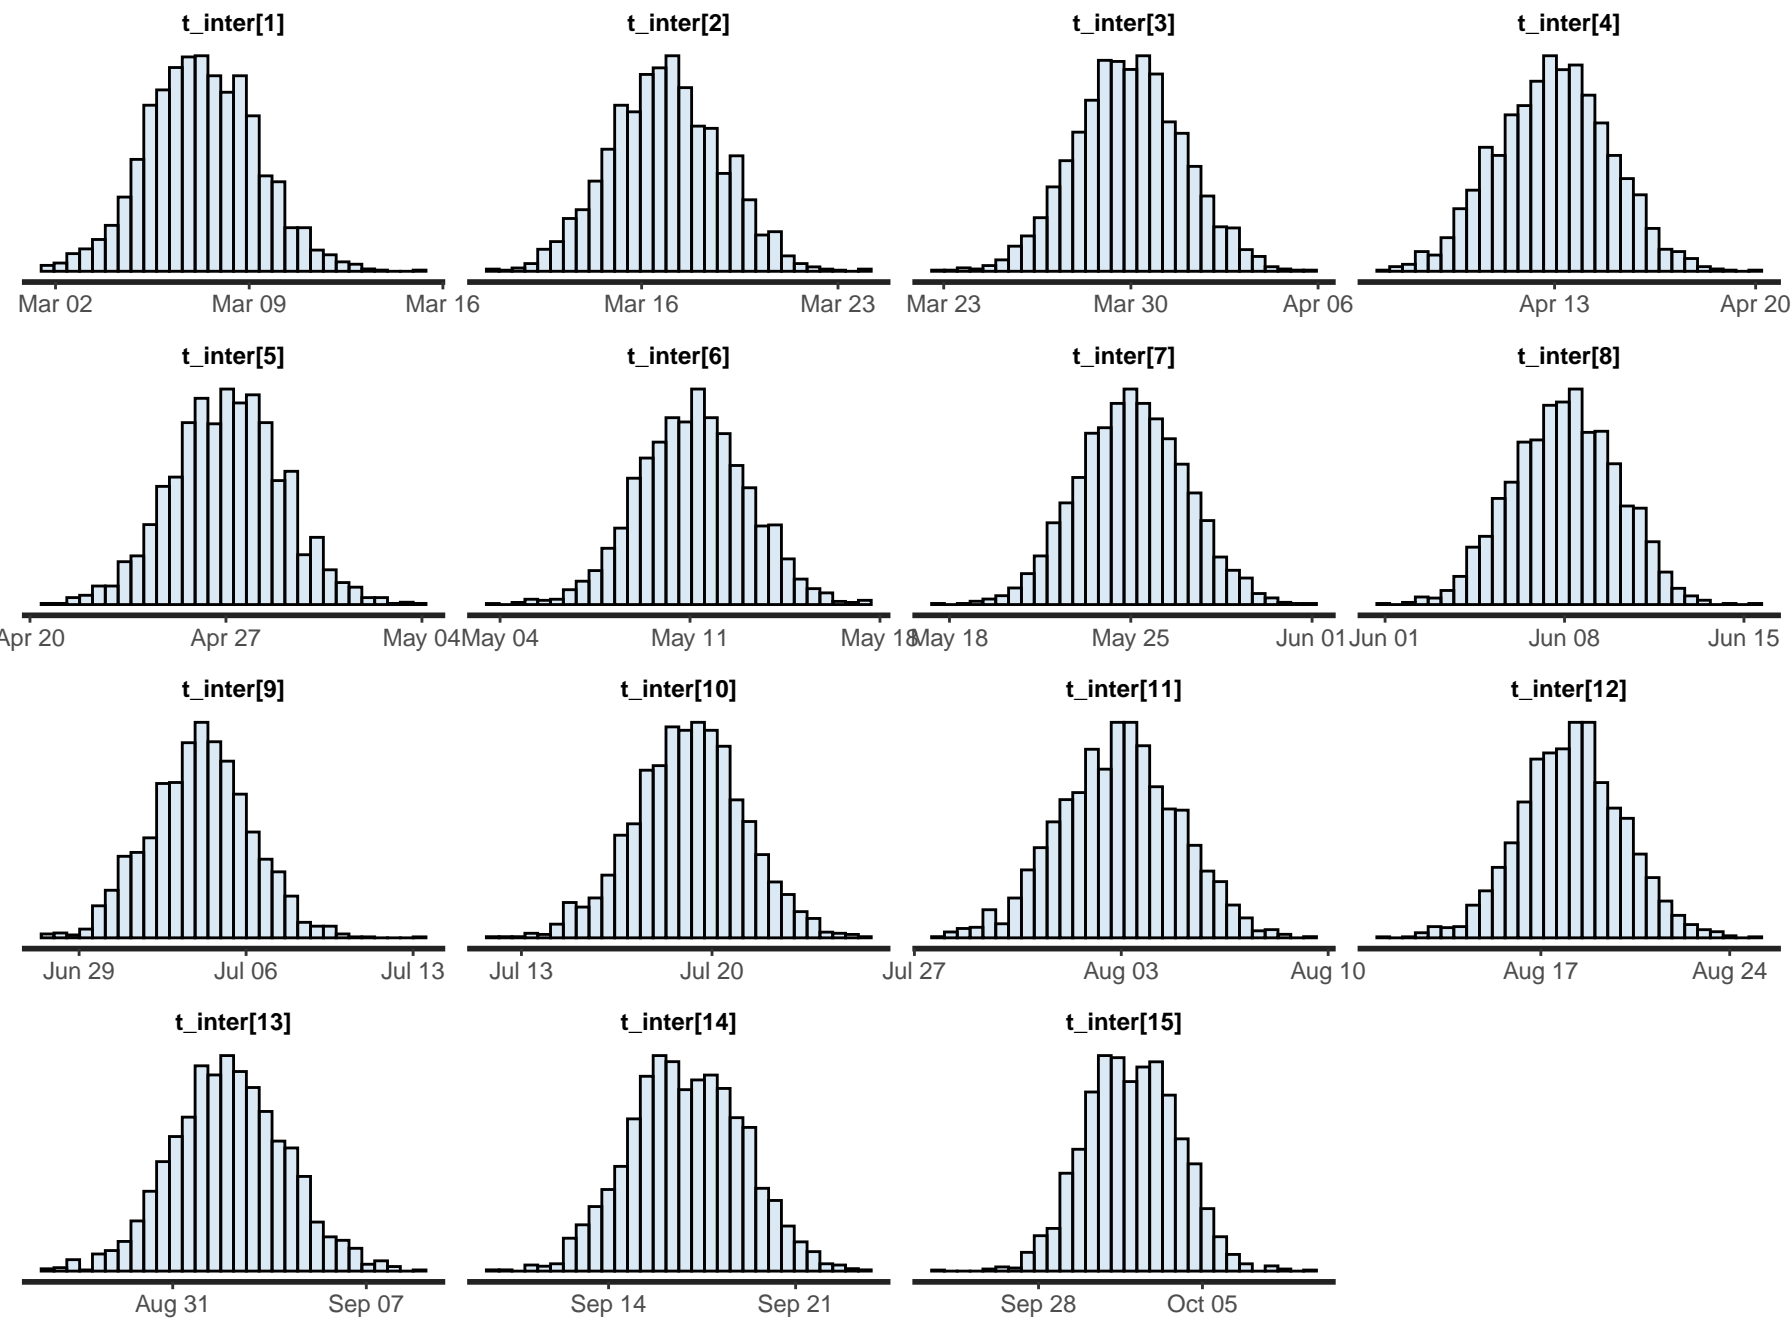 t_inter[1] t_inter[2] t_inter[3] t_inter[4]
Mar 02 Mar 09 Mar 16 Mar 16 Mar 23 Mar 23 Mar 30 Apr 06 Apr 13 Apr 20
t_inter[5] t_inter[6] t_inter[7] t_inter[8]
Apr 20 Apr 27 May 04 May 04 May 11 May 18 May 18 May 25 Jun 01 Jun 01 Jun 08 Jun 15
t_inter[9] t_inter[10] t_inter[11] t_inter[12]
Jun 29 Jul 06 Jul 13 Jul 13 Jul 20 Jul 27 Aug 03 Aug 10 Aug 17 Aug 24
t_inter[13] t_inter[14] t_inter[15]
Aug 31 Sep 07 Sep 14 Sep 21 Sep 28 Oct 05